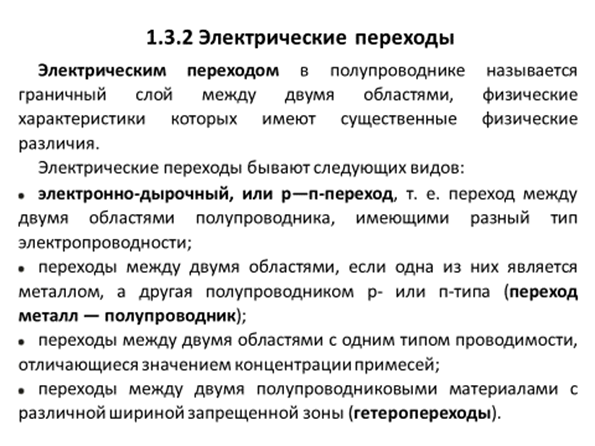 1.3.2 Электрические переходы
Электрическим переходом в полупроводнике называется
граничный слой между двумя областями, физические
характеристики которых имеют существенные физические
различия.
Электрические переходы бывают следующих видов:
• электронно-дырочный, или p—n-переход, т. е. переход между
двумя областями полупроводника, имеющими разный тип
электропроводности;
• переходы между двумя областями, если одна из них является
металлом, а другая полупроводником p- или n-типа (переход
металл — полупроводник);
• переходы между двумя областями с одним типом проводимости,
отличающиеся значением концентрации примесей;
• переходы между двумя полупроводниковыми материалами с
различной шириной запрещенной зоны (гетеропереходы).